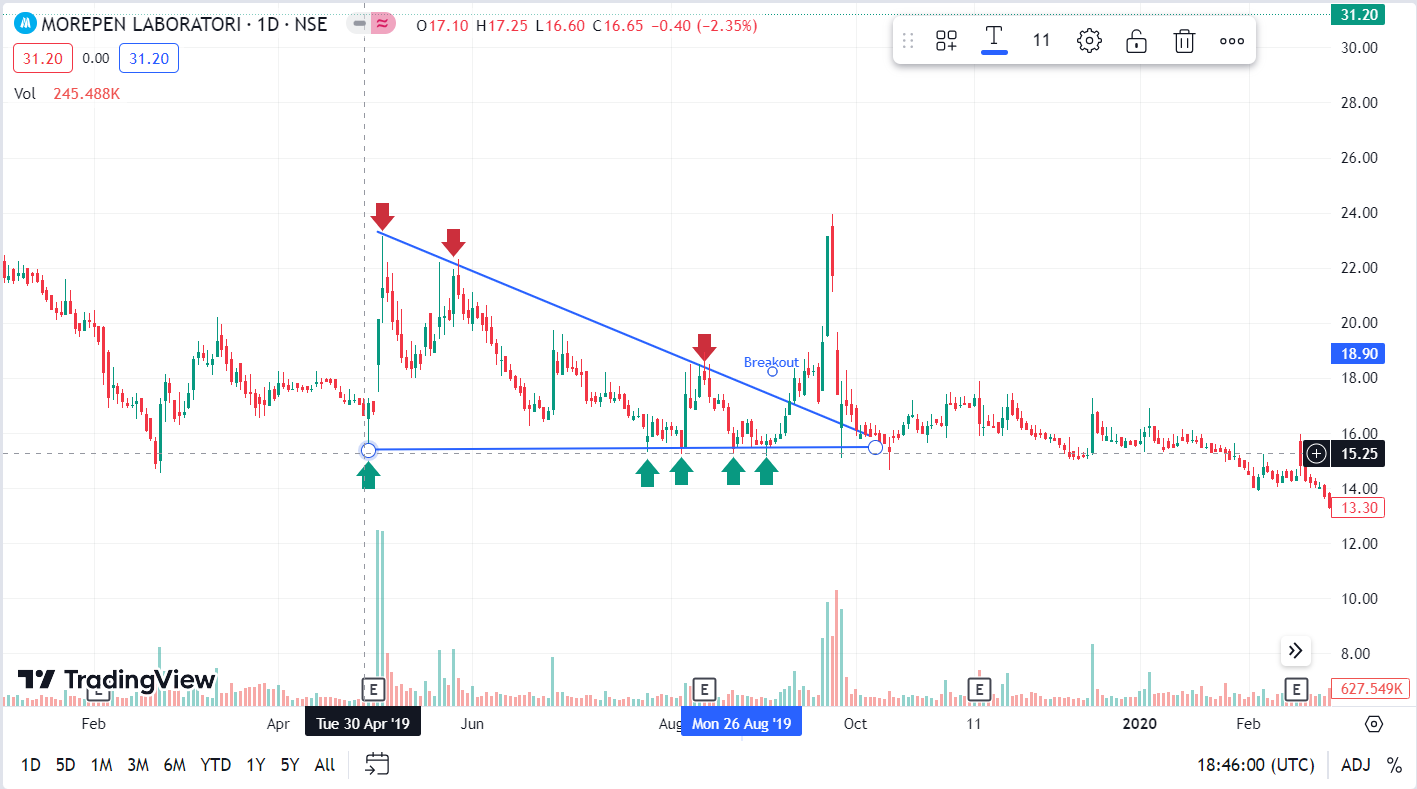 MOREPEN LABORATORI · 1D · NSE O17.10 H17.25 L16.60 C16.65 −0.40 (−2.35%)
31.20 0.00 31.20
Vol 245.488K
11
31.20
30.00
28.00
26.00
24.00
22.00
20.00
18.90
18.00
16.00
15.25
14.00
13.30
12.00
10.00
8.00
627.549K
Breakout
TradingView
E E E E E
Feb Apr Tue 30 Apr '19 Jun Aug Mon 26 Aug '19 Oct 11 2020 Feb
1D 5D 1M 3M 6M YTD 1Y 5Y All 18:46:00 (UTC) ADJ %